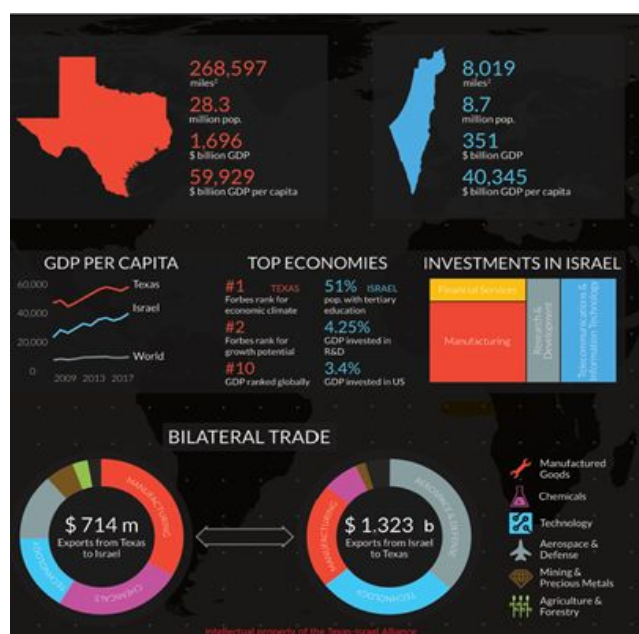 268,597
miles²
28.3
million pop.
1,696
$ billion GDP
59,929
$ billion GDP per capita
8,019
miles²
8.7
million pop.
351
$ billion GDP
40,345
$ billion GDP per capita
GDP PER CAPITA
60,000
40,000
20,000
0
2009 2013 2017
Texas
Israel
World
TOP ECONOMIES
#1 TEXAS
Forbes rank for
economic climate
#2
Forbes rank for
growth potential
#10
GDP ranked globally
51% ISRAEL
pop. with tertiary
education
4.25%
GDP invested in
R&D
3.4%
GDP invested in US
INVESTMENTS IN ISRAEL
Financial Services
Manufacturing
Research &
Development
Telecommunications &
Information Technology
BILATERAL TRADE
MANUFACTURING
CHEMICALS
TECHNOLOGY
$ 714 m
Exports from Texas
to Israel
AEROSPACE & DEFENSE
TECHNOLOGY
MANUFACTURING
$ 1.323 b
Exports from Israel
to Texas
Manufactured
Goods
Chemicals
Technology
Aerospace &
Defense
Mining &
Precious Metals
Agriculture &
Forestry
Intellectual property of the Texas-Israel Alliance